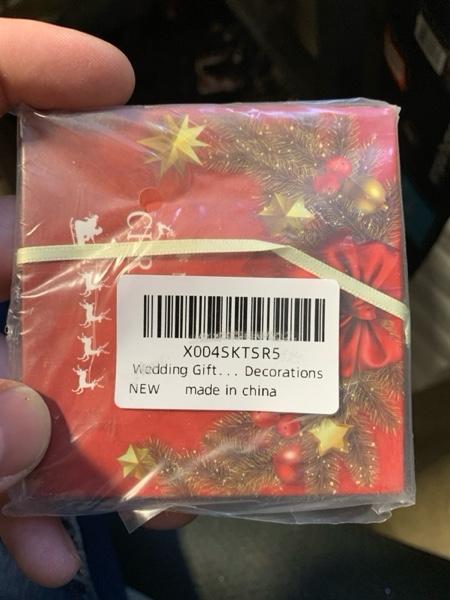 X004SKTSR5
Wedding Gift... Decorations
NEW made in china